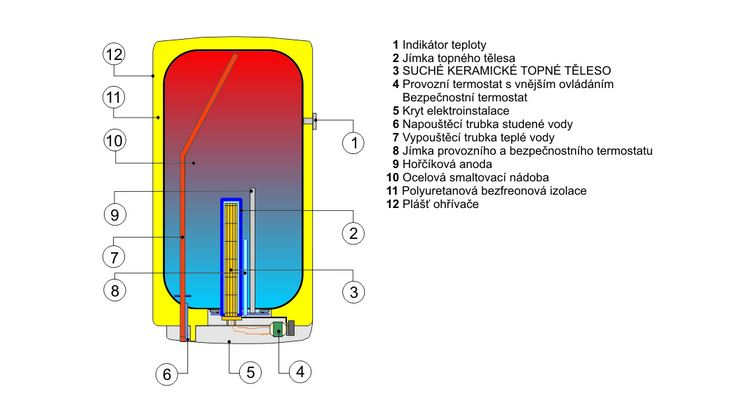 12
11
10
9
7
8
6
5
4
3
2
1
1 Indikátor teploty
2 Jímka topného tělesa
3 SUCHÉ KERAMICKÉ TOPNÉ TĚLESO
4 Provozní termostat s vnějším ovládáním
Bezpečnostní termostat
5 Kryt elektroinstalace
6 Napouštěcí trubka studené vody
7 Vypouštěcí trubka teplé vody
8 Jímka provozního a bezpečnostního termostatu
9 Hořčíková anoda
10 Ocelová smaltovací nádoba
11 Polyuretanová bezfreonová izolace
12 Plášť ohřívače